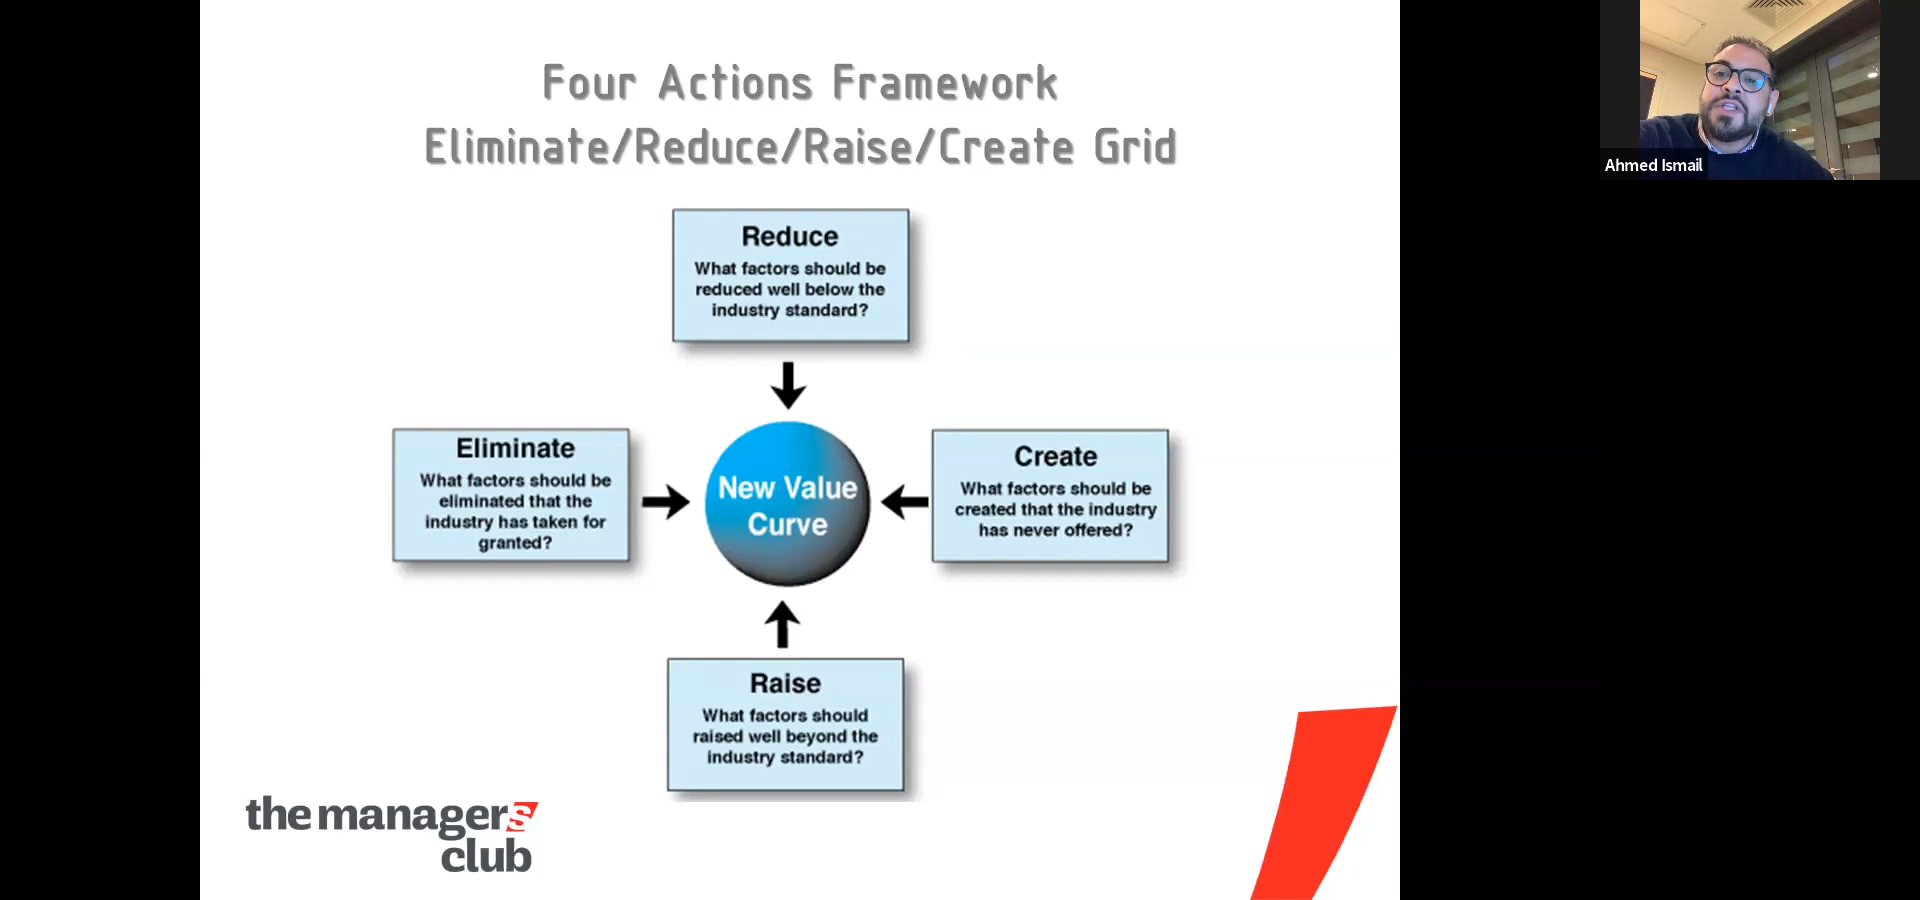 Four Actions Framework
Eliminate/Reduce/Raise/Create Grid
Ahmed Ismail
Reduce
What factors should be
reduced well below the
industry standard?
Eliminate
What factors should be
eliminated that the
industry has taken for
granted?
New Value
Curve
Create
What factors should be
created that the industry
has never offered?
Raise
What factors should
raised well beyond the
industry standard?
the managers
club